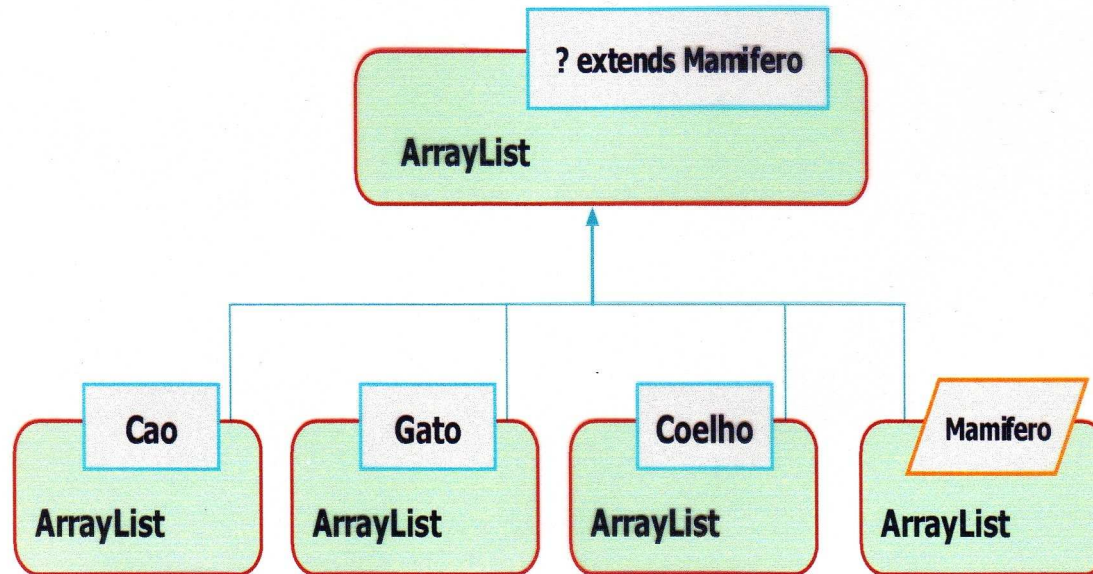 ? extends Mamifero
ArrayList
Cao
Gato
Coelho
Mamifero
ArrayList
ArrayList
ArrayList
ArrayList